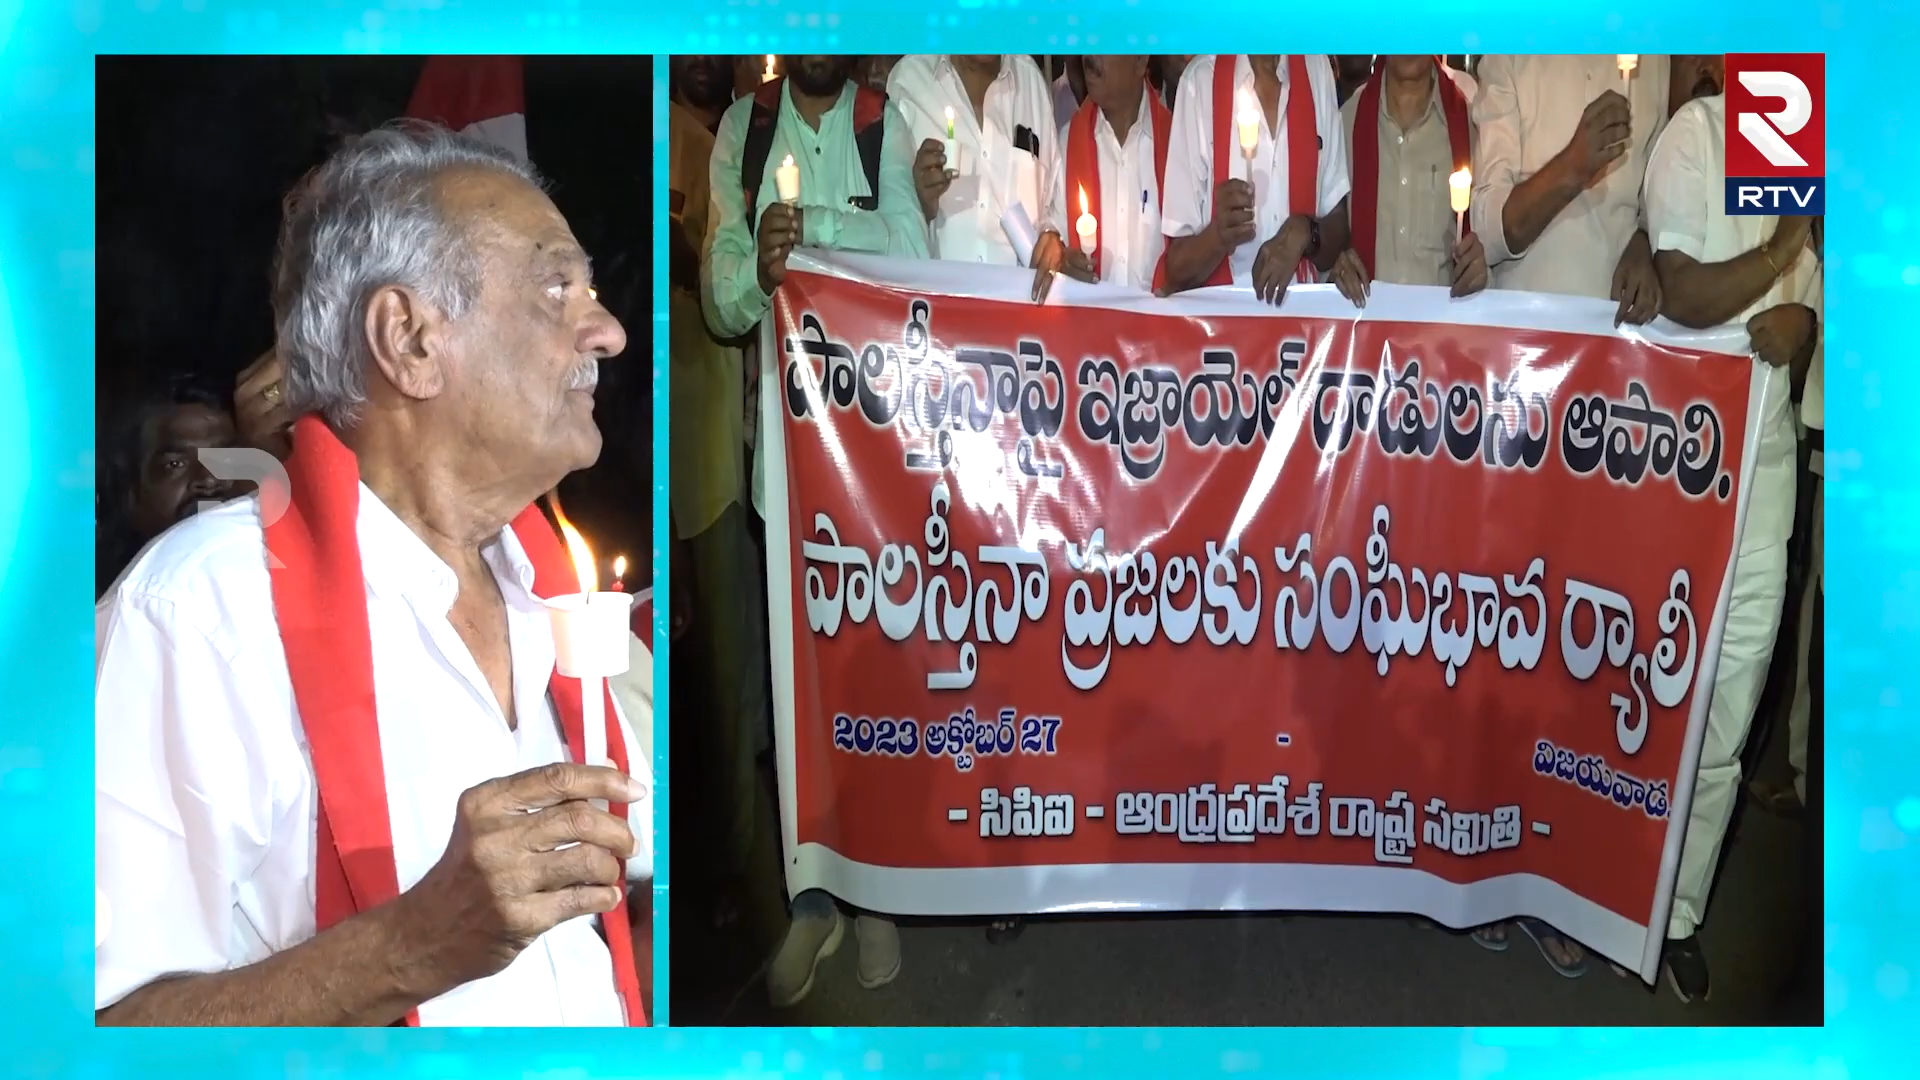 RTV
పాలస్తీనాపై ఇజ్రాయెల్ దాడులను ఆపాలి.
పాలస్తీనా ప్రజలకు సంఘీభావ ర్యాలీ
2023 అక్టోబర్ 27 - విజయవాడ.
- సిపిఐ - ఆంధ్రప్రదేశ్ రాష్ట్ర సమితి -